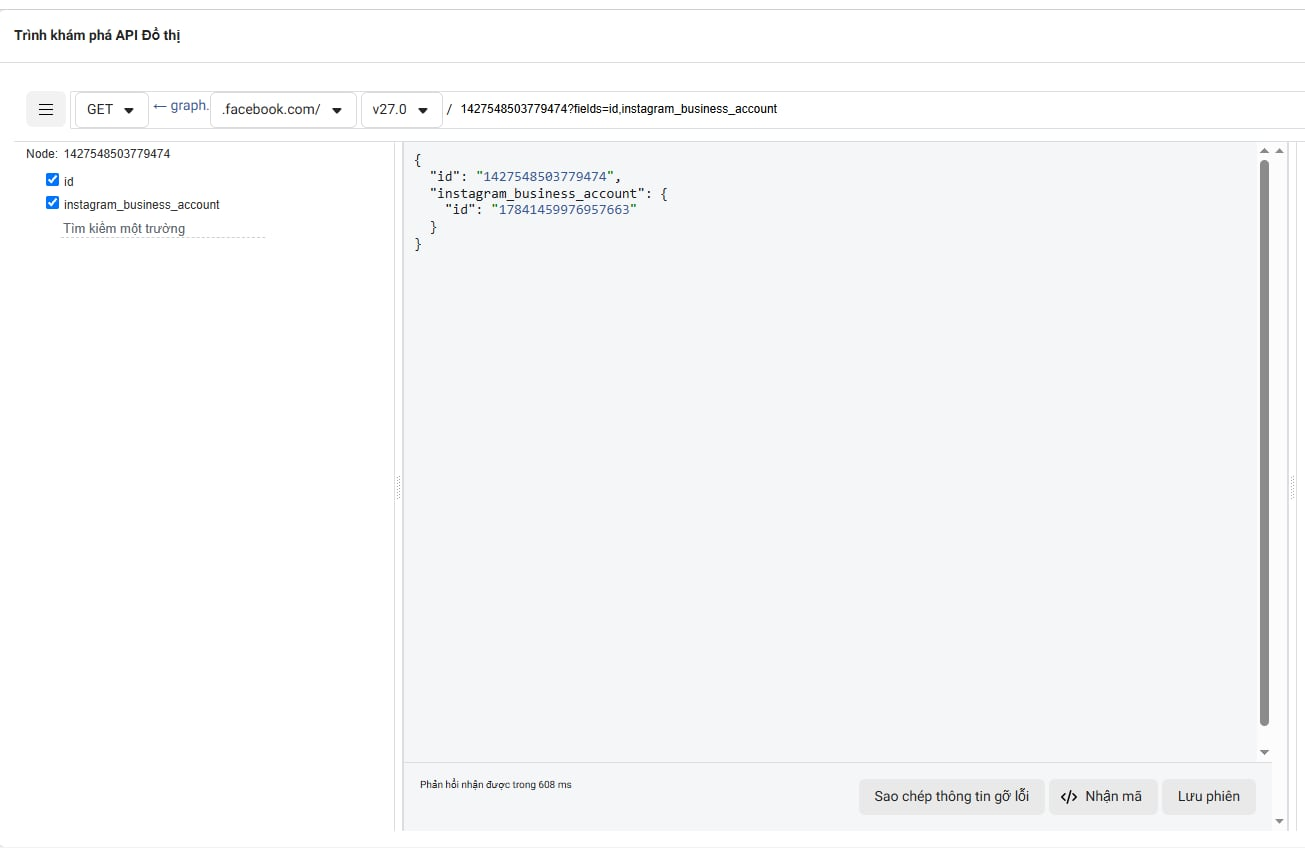 Trình khám phá API Đồ thị
GET
← graph.
.facebook.com/
v27.0
/ 1427548503779474?fields=id,instagram_business_account
Node: 1427548503779474
id
instagram_business_account
Tìm kiếm một trường
{
"id": "1427548503779474",
"instagram_business_account": {
"id": "17841459976957663"
}
}
Phản hồi nhận được trong 608 ms
Sao chép thông tin gỡ lỗi
</> Nhận mã
Lưu phiên